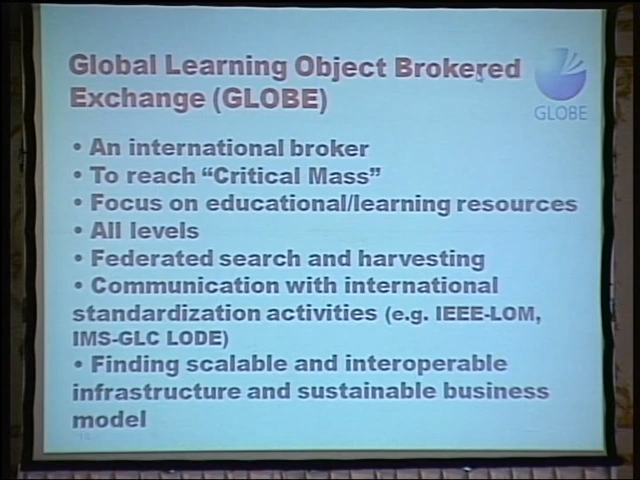 Global Learning Object Brokered
Exchange (GLOBE)
GLOBE
• An international broker
• To reach “Critical Mass”
• Focus on educational/learning resources
• All levels
• Federated search and harvesting
• Communication with international
standardization activities (e.g. IEEE-LOM,
IMS-GLC LODE)
• Finding scalable and interoperable
infrastructure and sustainable business
model